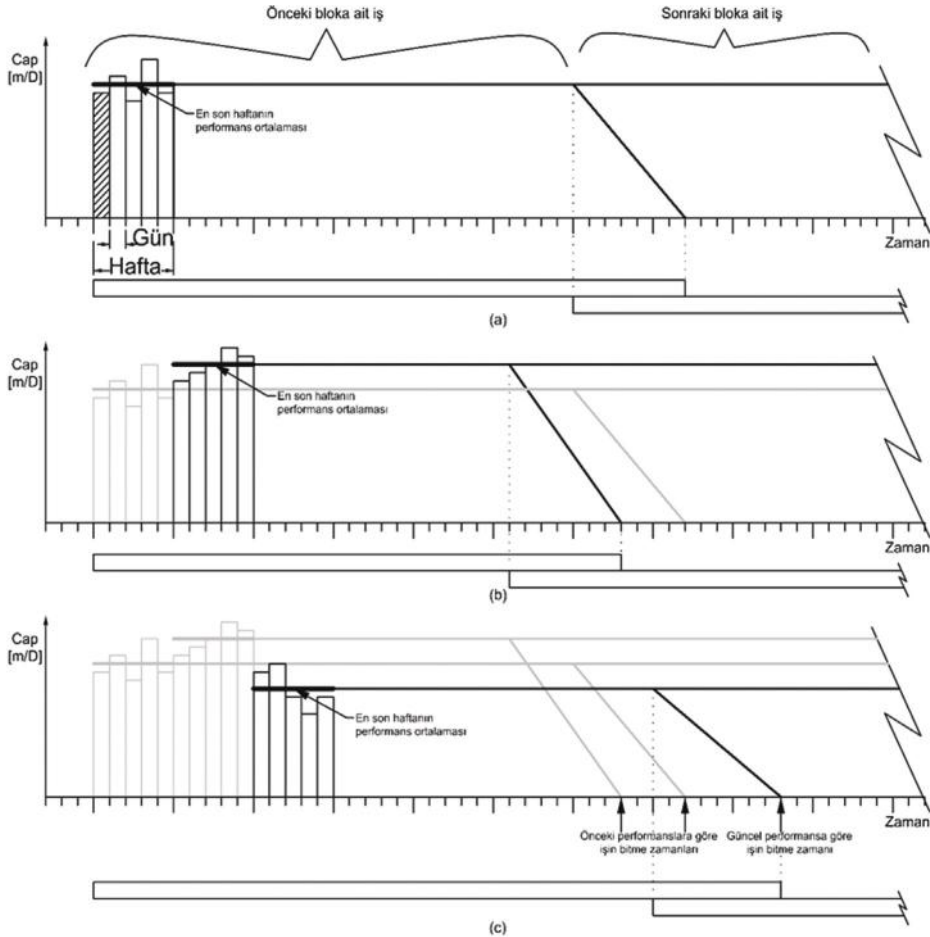 Önceki bloka ait iş
Sonraki bloka ait iş
Cap
[m/D]
En son haftanın
performans ortalaması
Gün
Hafta
Zaman
(a)
Cap
[m/D]
En son haftanın
performans ortalaması
Zaman
(b)
Cap
[m/D]
En son haftanın
performans ortalaması
Zaman
Önceki performanslara göre
işin bitme zamanları
Güncel performansa göre
işin bitme zamanı
(c)